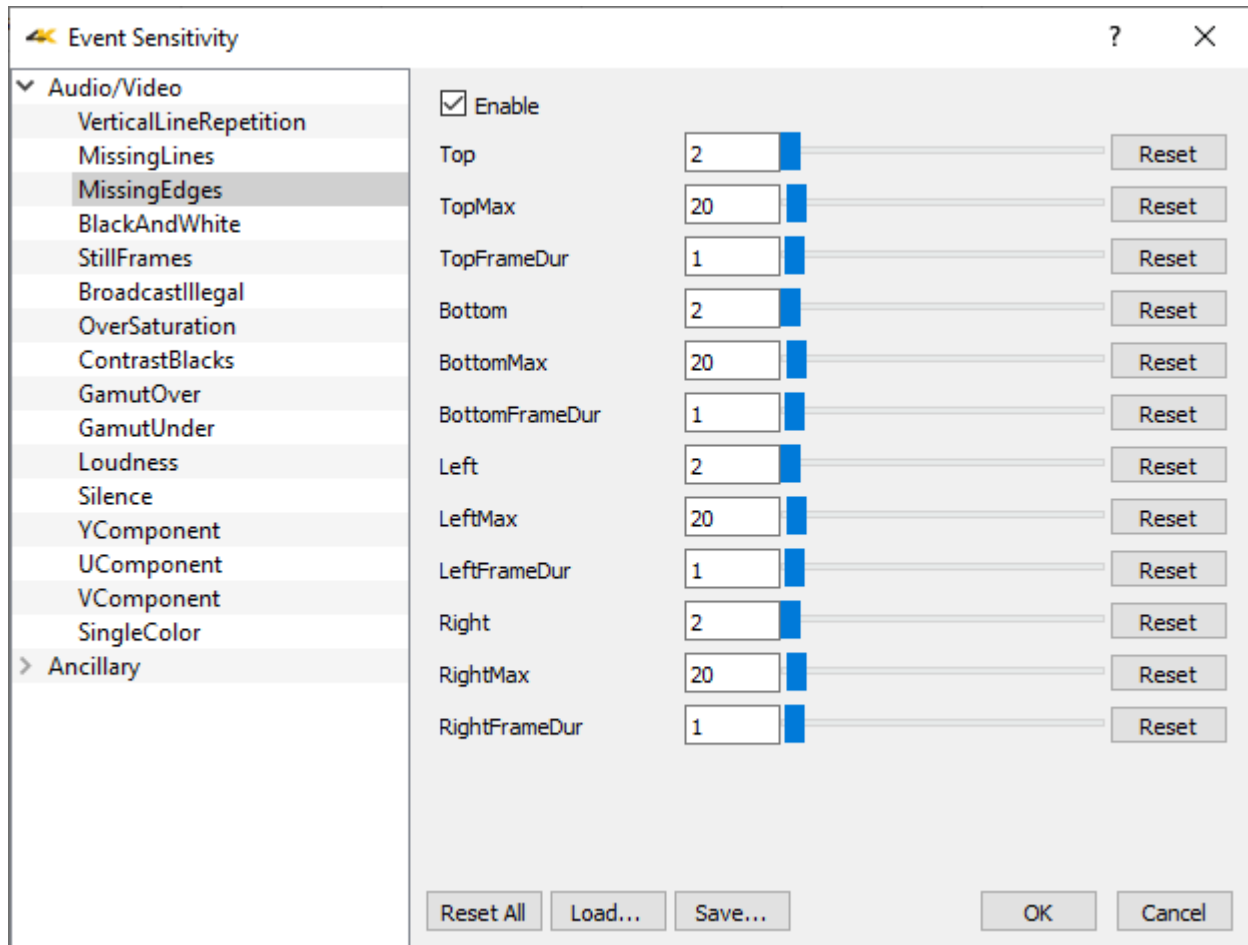 4K Event Sensitivity ?
Audio/Video
VerticalLineRepetition
MissingLines
MissingEdges
BlackAndWhite
StillFrames
BroadcastIllegal
OverSaturation
ContrastBlacks
GamutOver
GamutUnder
Loudness
Silence
YComponent
UComponent
VComponent
SingleColor
Ancillary
Enable
Top 2 Reset
TopMax 20 Reset
TopFrameDur 1 Reset
Bottom 2 Reset
BottomMax 20 Reset
BottomFrameDur 1 Reset
Left 2 Reset
LeftMax 20 Reset
LeftFrameDur 1 Reset
Right 2 Reset
RightMax 20 Reset
RightFrameDur 1 Reset
Reset All Load... Save... OK Cancel